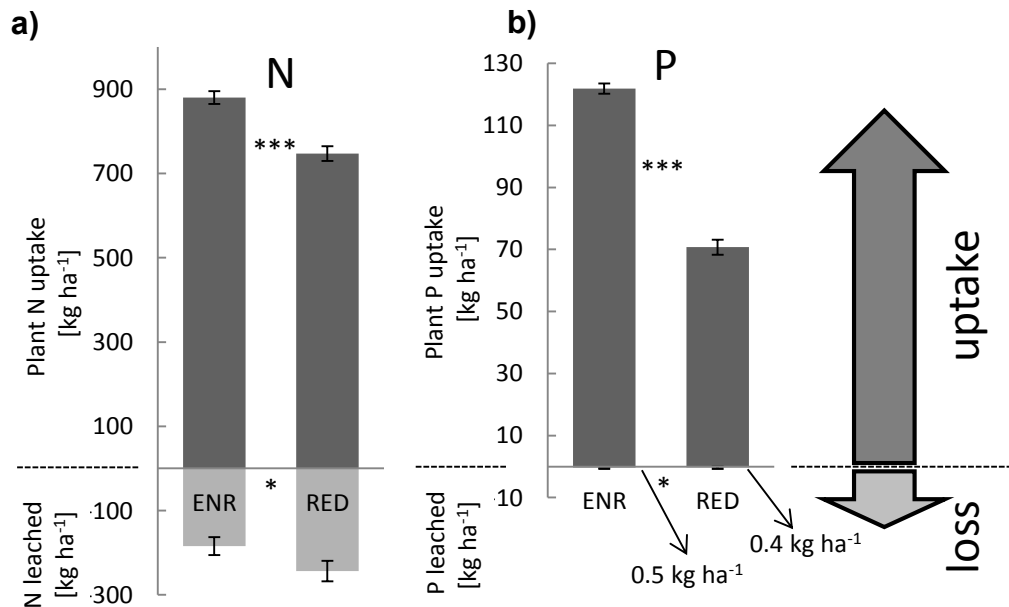 a)
N
900
700
500
300
100
-100
-300
Plant N uptake
[kg ha-1]
N leached
[kg ha-1]
***
*
ENR
RED
b)
P
130
110
90
70
50
30
10
-10
Plant P uptake
[kg ha-1]
P leached
[kg ha-1]
***
*
ENR
RED
0.5 kg ha-1
0.4 kg ha-1
uptake
loss